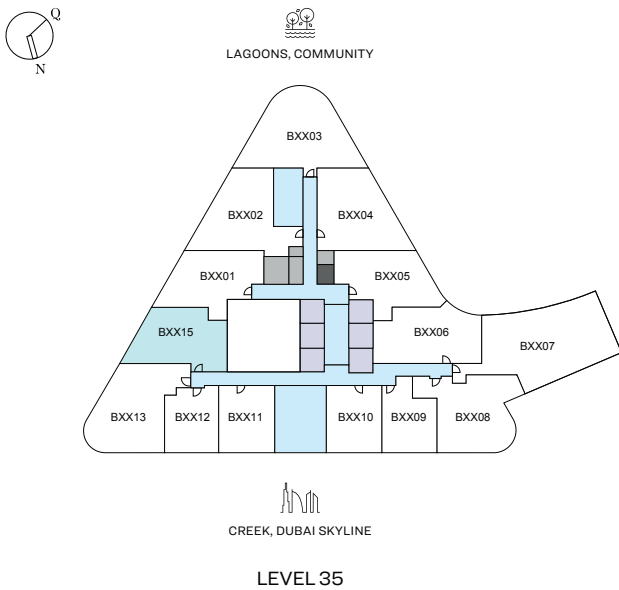 Q
N
LAGOONS, COMMUNITY
BXX03
BXX02
BXX04
BXX01
BXX05
BXX15
BXX06
BXX07
BXX13
BXX12
BXX11
BXX10
BXX09
BXX08
CREEK, DUBAI SKYLINE
LEVEL 35